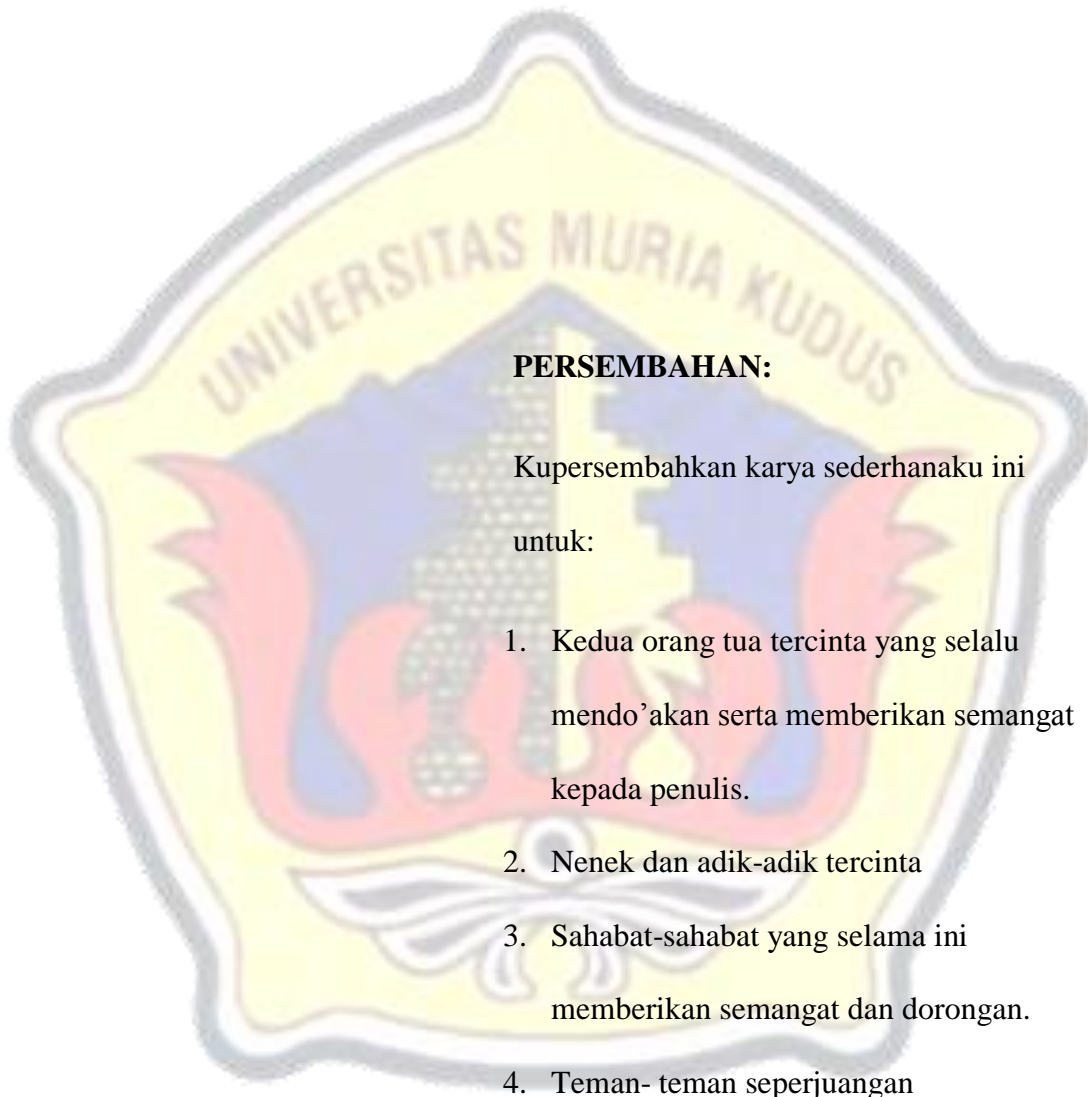 UNIVERSITAS MURIA KUDUS
PERSEMBAHAN:
Kupersembahkan karya sederhanaku ini
untuk:
1. Kedua orang tua tercinta yang selalu
mendo’akan serta memberikan semangat
kepada penulis.
2. Nenek dan adik-adik tercinta
3. Sahabat-sahabat yang selama ini
memberikan semangat dan dorongan.
4. Teman- teman seperjuangan